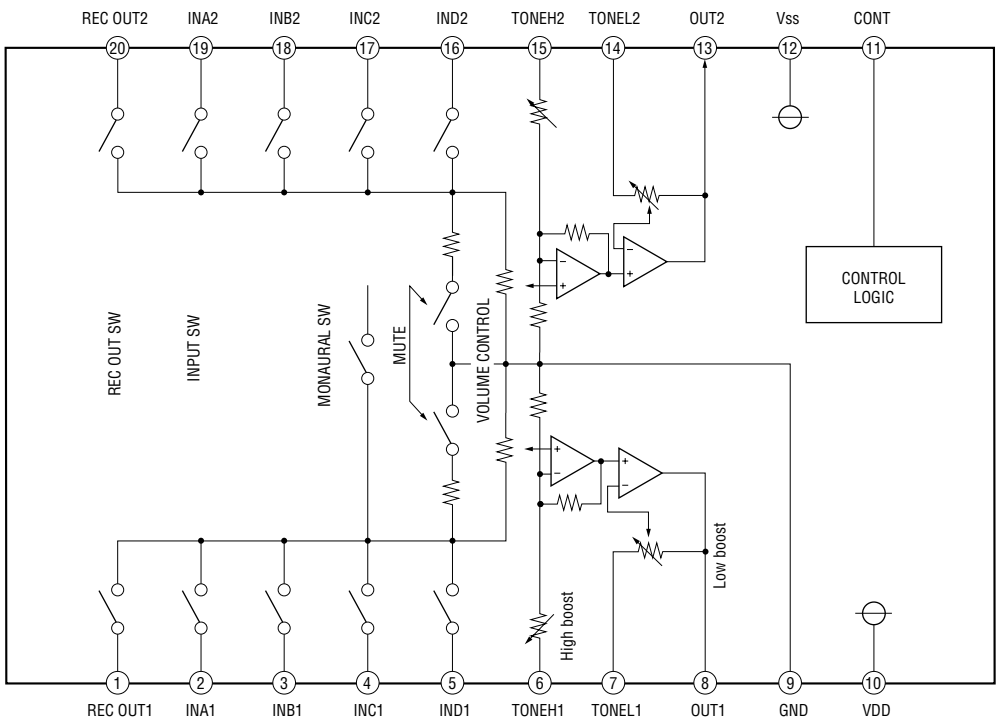 REC OUT2 INA2 INB2 INC2 IND2 TONEH2 TONEL2 OUT2 Vss CONT
20 19 18 17 16 15 14 13 12 11
REC OUT SW
INPUT SW
MONAURAL SW
MUTE
VOLUME CONTROL
− +
− +
CONTROL
LOGIC
+ −
+ −
High boost
Low boost
1 2 3 4 5 6 7 8 9 10
REC OUT1 INA1 INB1 INC1 IND1 TONEH1 TONEL1 OUT1 GND VDD